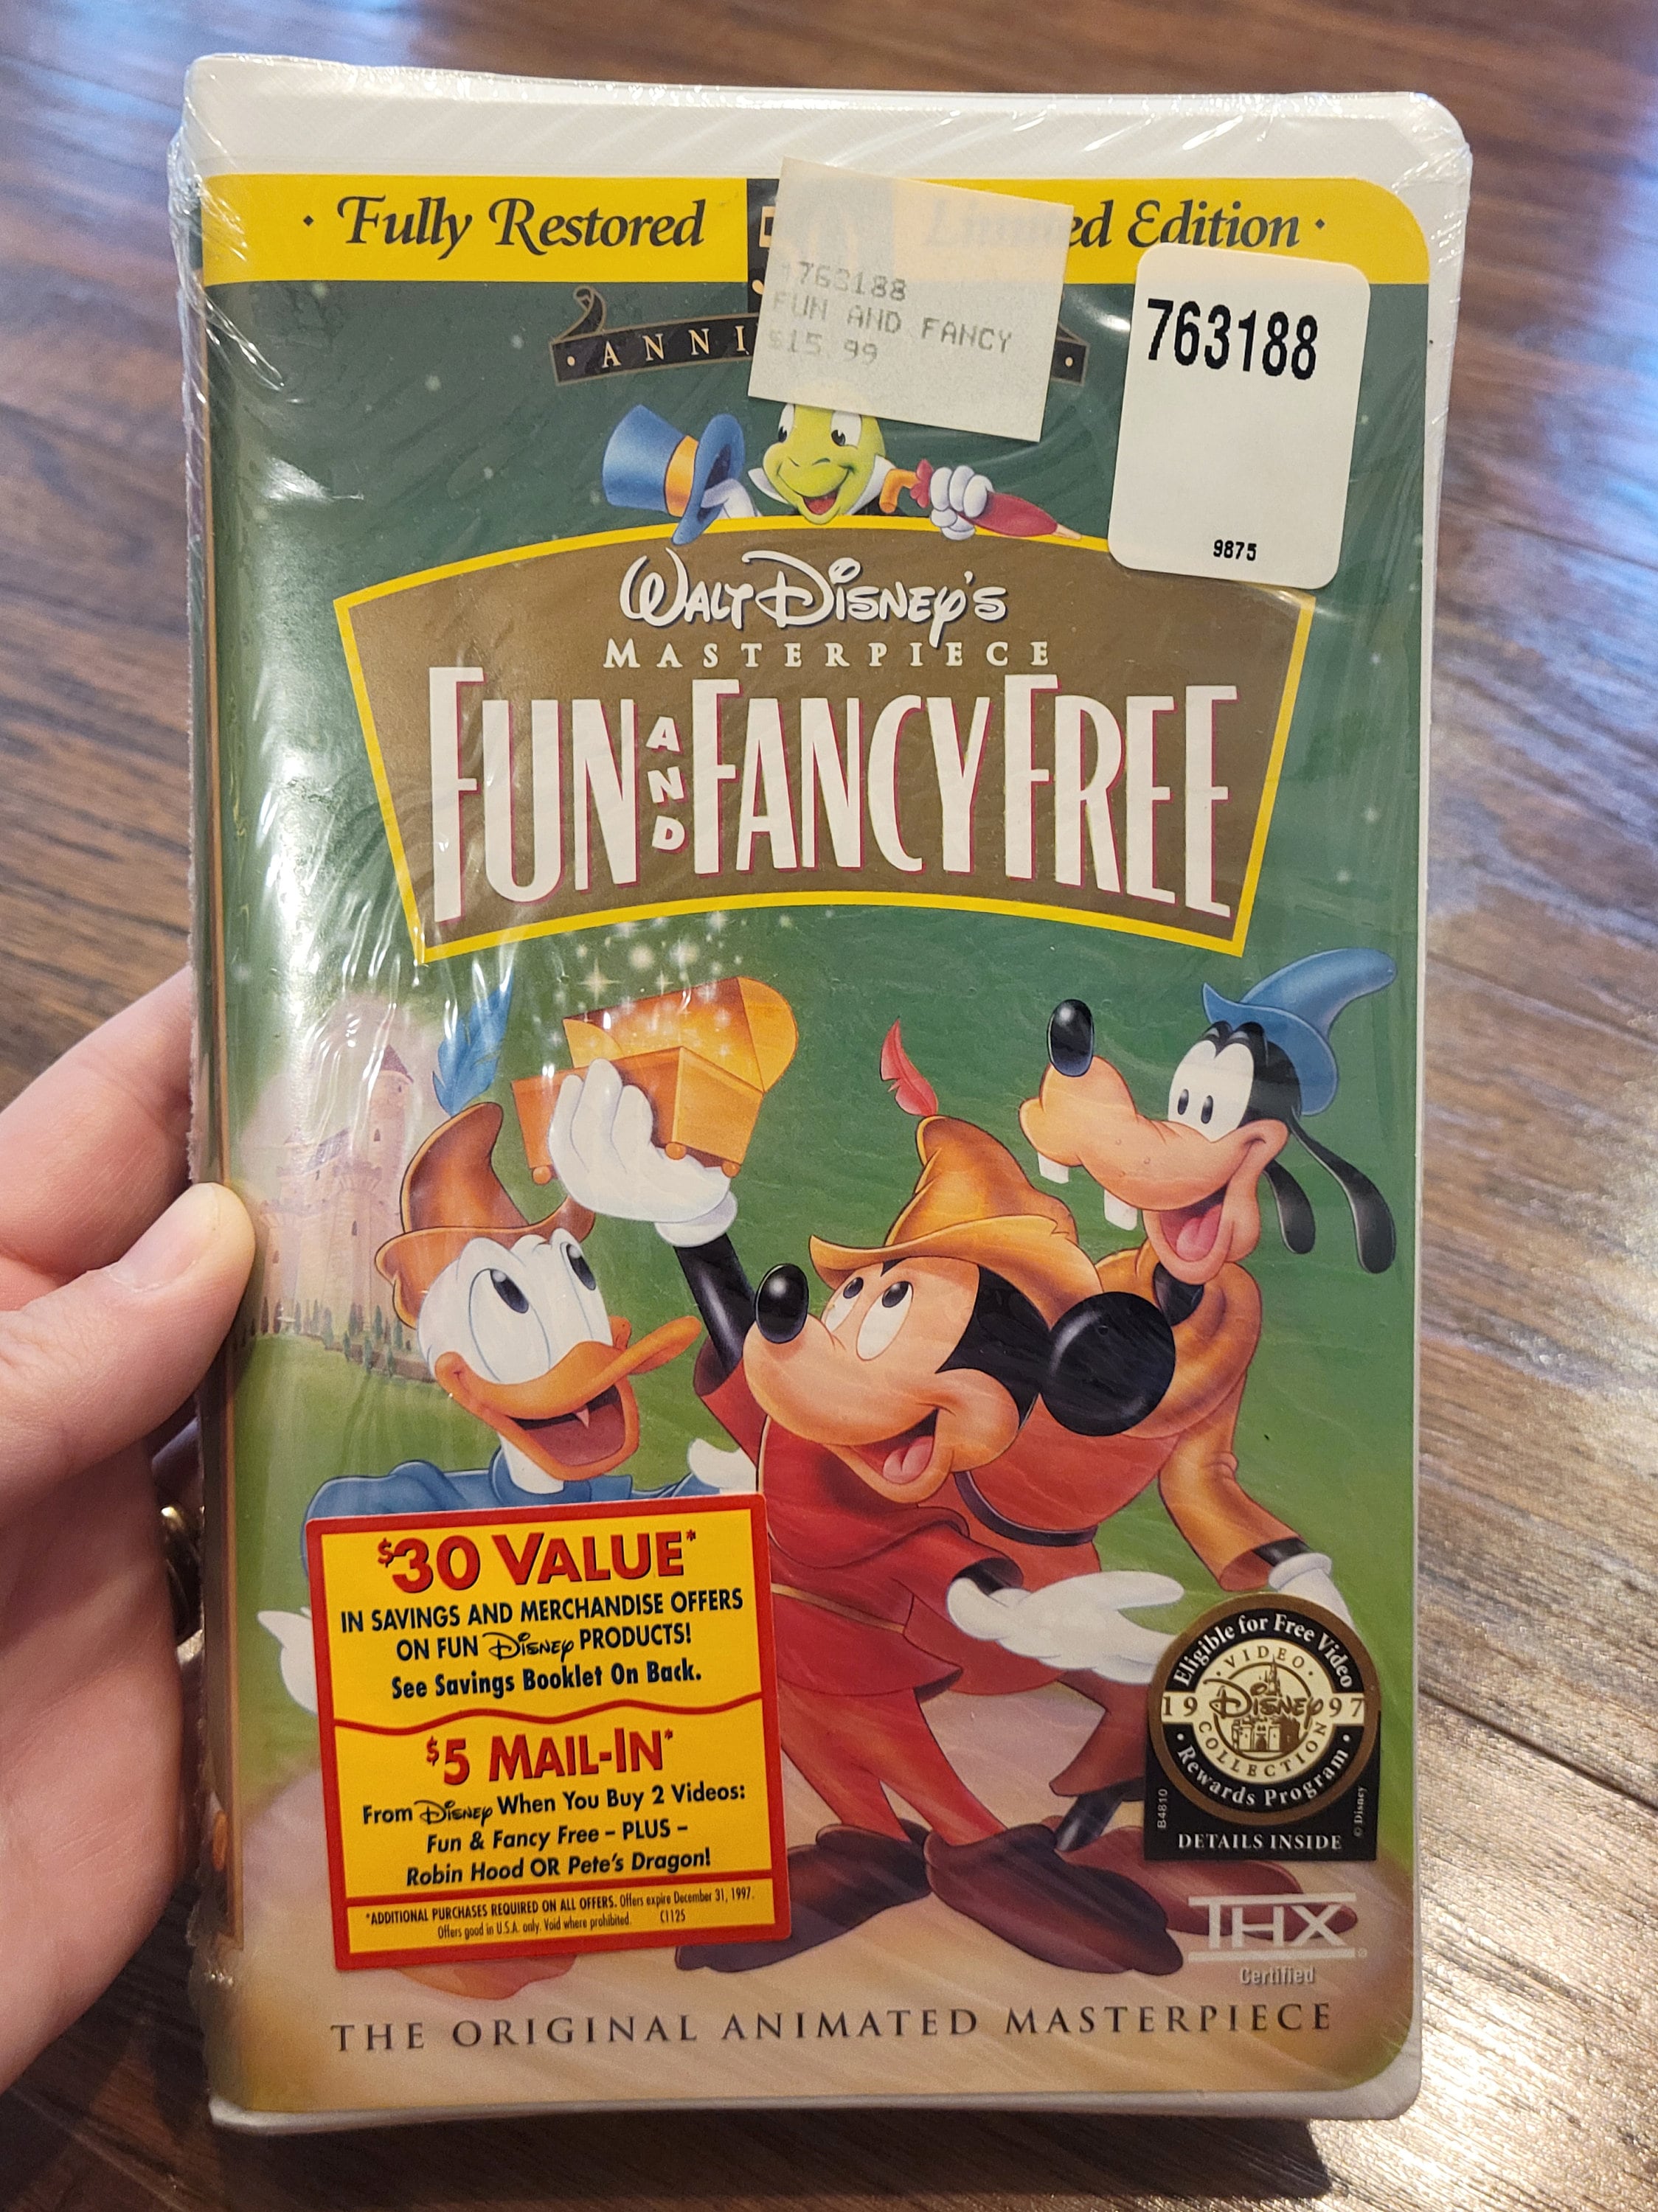 · Fully Restored
Limited Edition ·
· ANNI
763188
FUN AND FANCY
$15.99
763188
9875
WALT DISNEY'S
MASTERPIECE
FUN AND FANCY FREE
$30 VALUE*
IN SAVINGS AND MERCHANDISE OFFERS
ON FUN DISNEY PRODUCTS!
See Savings Booklet On Back.
$5 MAIL-IN*
From DISNEY When You Buy 2 Videos:
Fun & Fancy Free – PLUS –
Robin Hood OR Pete's Dragon!
*ADDITIONAL PURCHASES REQUIRED ON ALL OFFERS. Offers expire December 31, 1997.
Offers good in U.S.A. only. Void where prohibited. C1125
Eligible for Free Video
· VIDEO ·
19 DISNEY 97
COLLECTION
· Rewards Program ·
B4810
© Disney
DETAILS INSIDE
THX
Certified
THE ORIGINAL ANIMATED MASTERPIECE